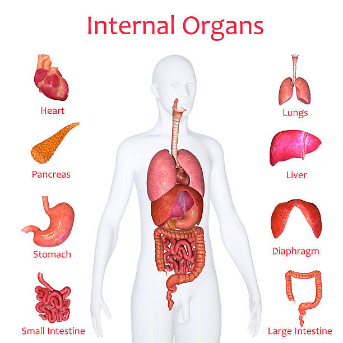 Internal Organs
Heart
Lungs
Pancreas
Liver
Stomach
Diaphragm
Small Intestine
Large Intestine